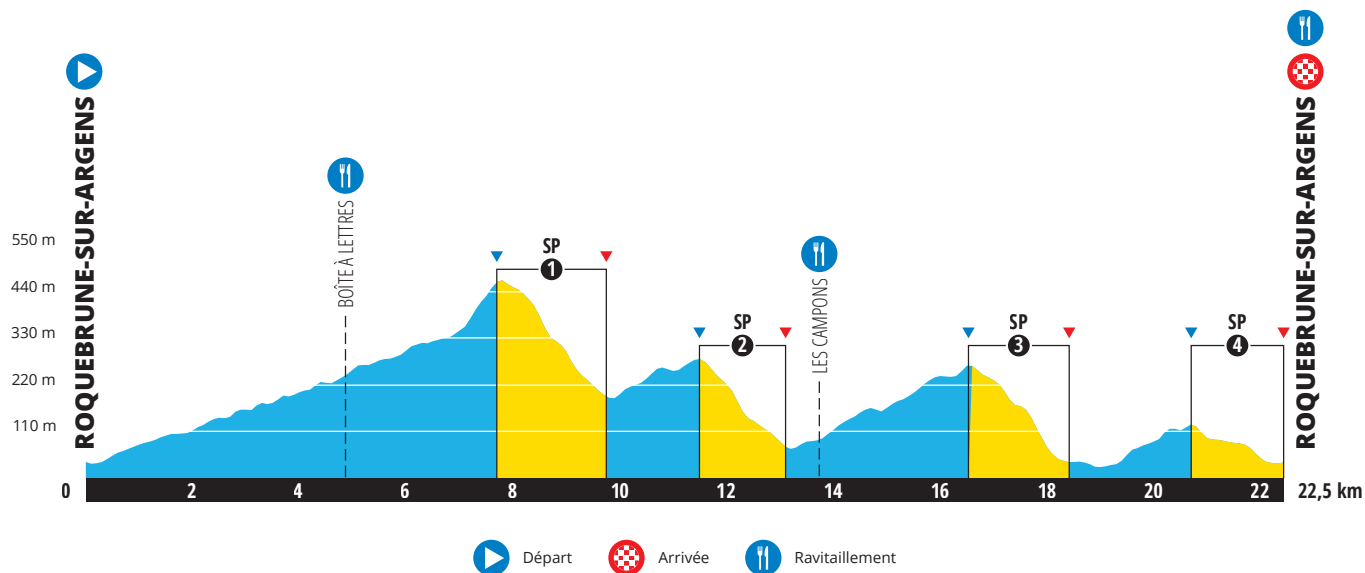 ROQUEBRUNE-SUR-ARGENS
BOÎTE À LETTRES
LES CAMPONS
ROQUEBRUNE-SUR-ARGENS
550 m
440 m
330 m
220 m
110 m
SP
1
SP
2
SP
3
SP
4
0 2 4 6 8 10 12 14 16 18 20 22 22,5 km
Départ Arrivée Ravitaillement